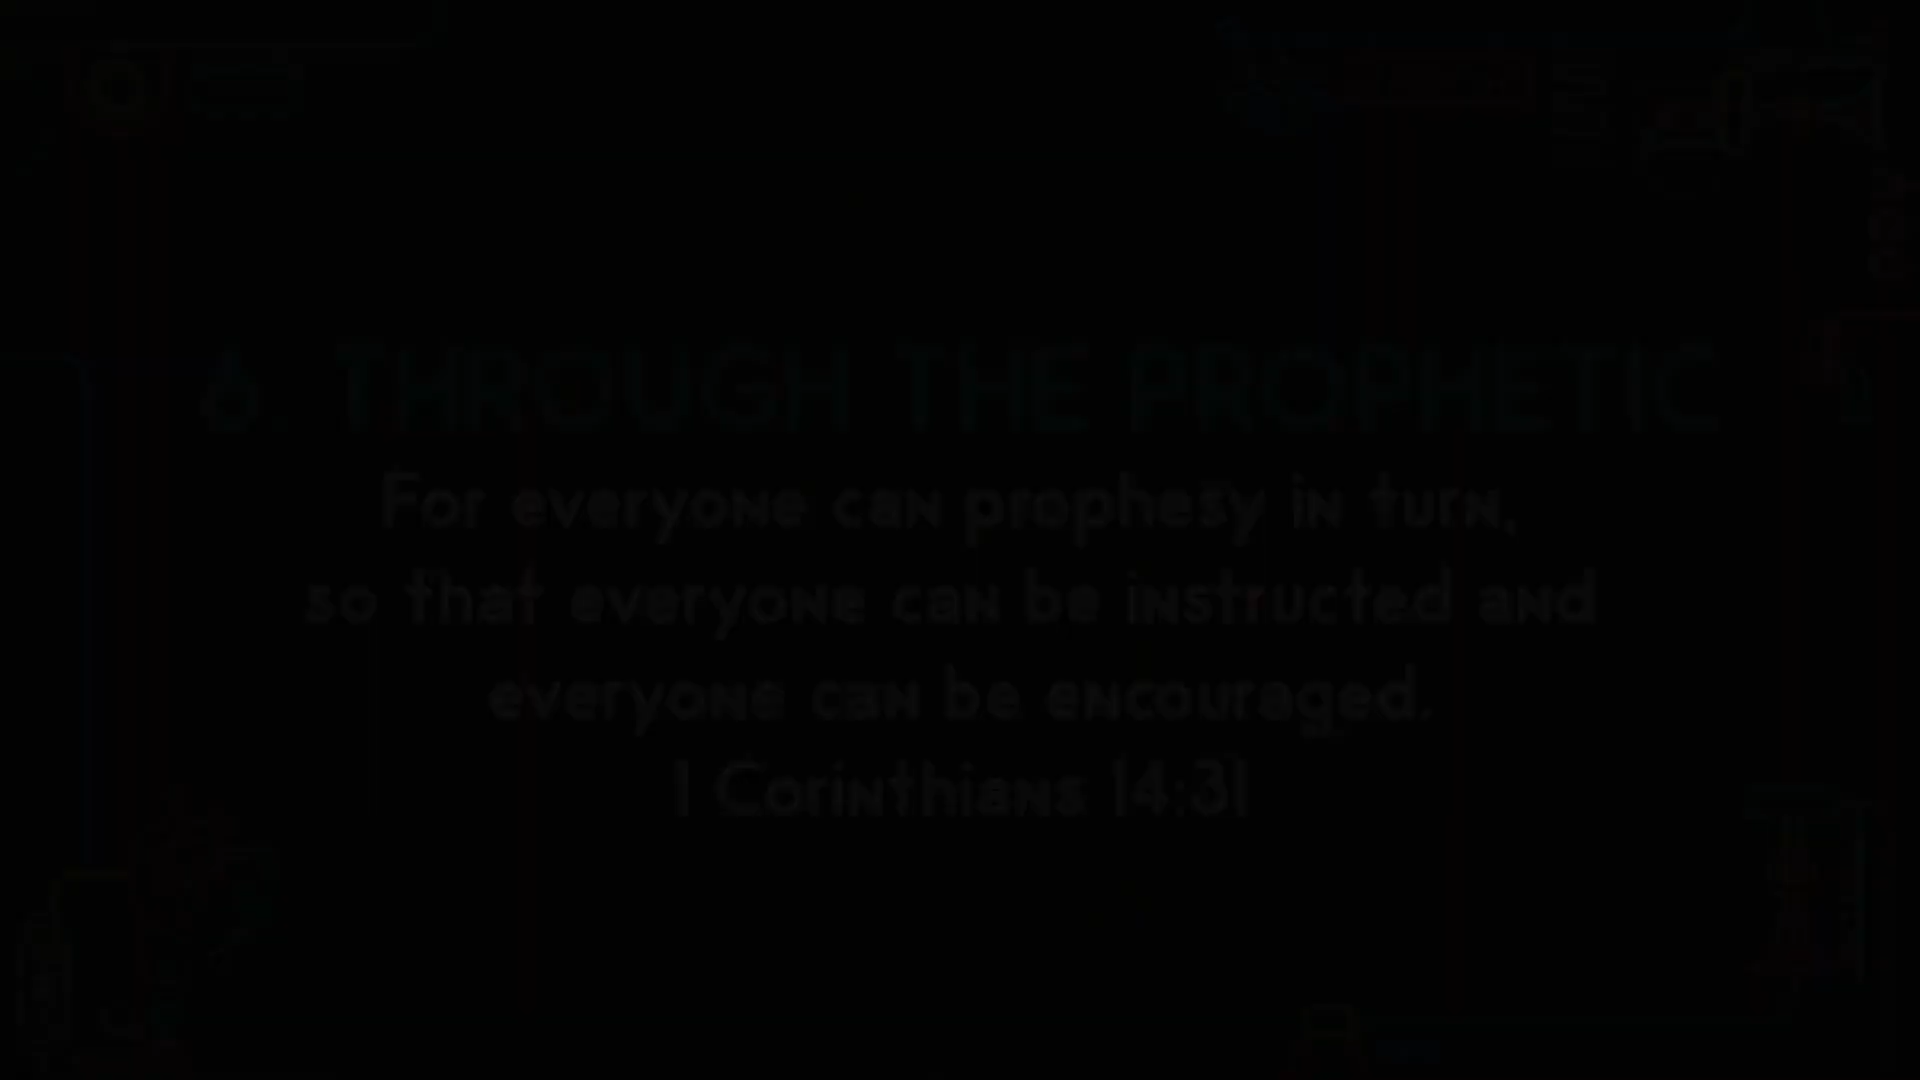 6. THROUGH THE PROPHETIC
For everyone can prophesy in turn,
so that everyone can be instructed and
everyone can be encouraged.
1 Corinthians 14:31